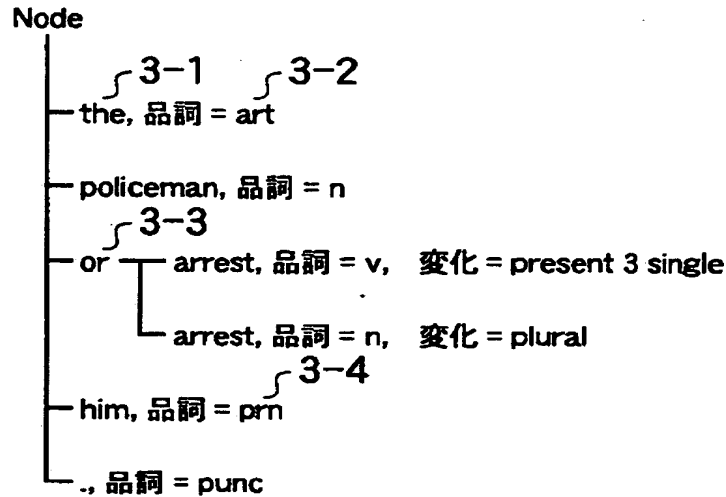 Node
3-1 3-2
the, 品詞 = art
policeman, 品詞 = n
3-3
or arrest, 品詞 = v, 変化 = present 3 single
arrest, 品詞 = n, 変化 = plural
3-4
him, 品詞 = prn
., 品詞 = punc